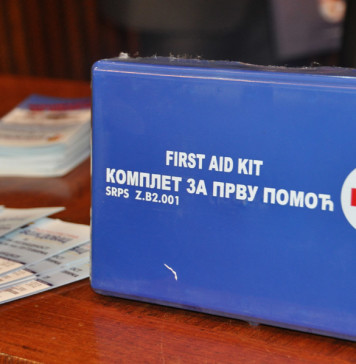 FIRST AID KIT
КОМПЛЕТ ЗА ПРВУ ПОМОЋ
SRPS Z.B2.001